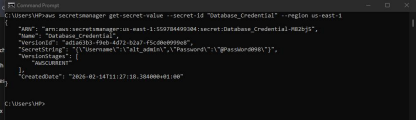 Command Prompt
C:\Users\HP>aws secretsmanager get-secret-value --secret-id "Database_Credential" --region us-east-1
{
"ARN": "arn:aws:secretsmanager:us-east-1:559784499304:secret:Database_Credential-MB2bjS",
"Name": "Database_Credential",
"VersionId": "ad1a63b3-f9eb-4d72-b2a7-f5cd0e0999e8",
"SecretString": "{\"Username\":\"alt_admin\",\"Password\":\"@PassWord098\"}",
"VersionStages": [
"AWSCURRENT"
],
"CreatedDate": "2026-02-14T11:27:18.384000+01:00"
}
C:\Users\HP>